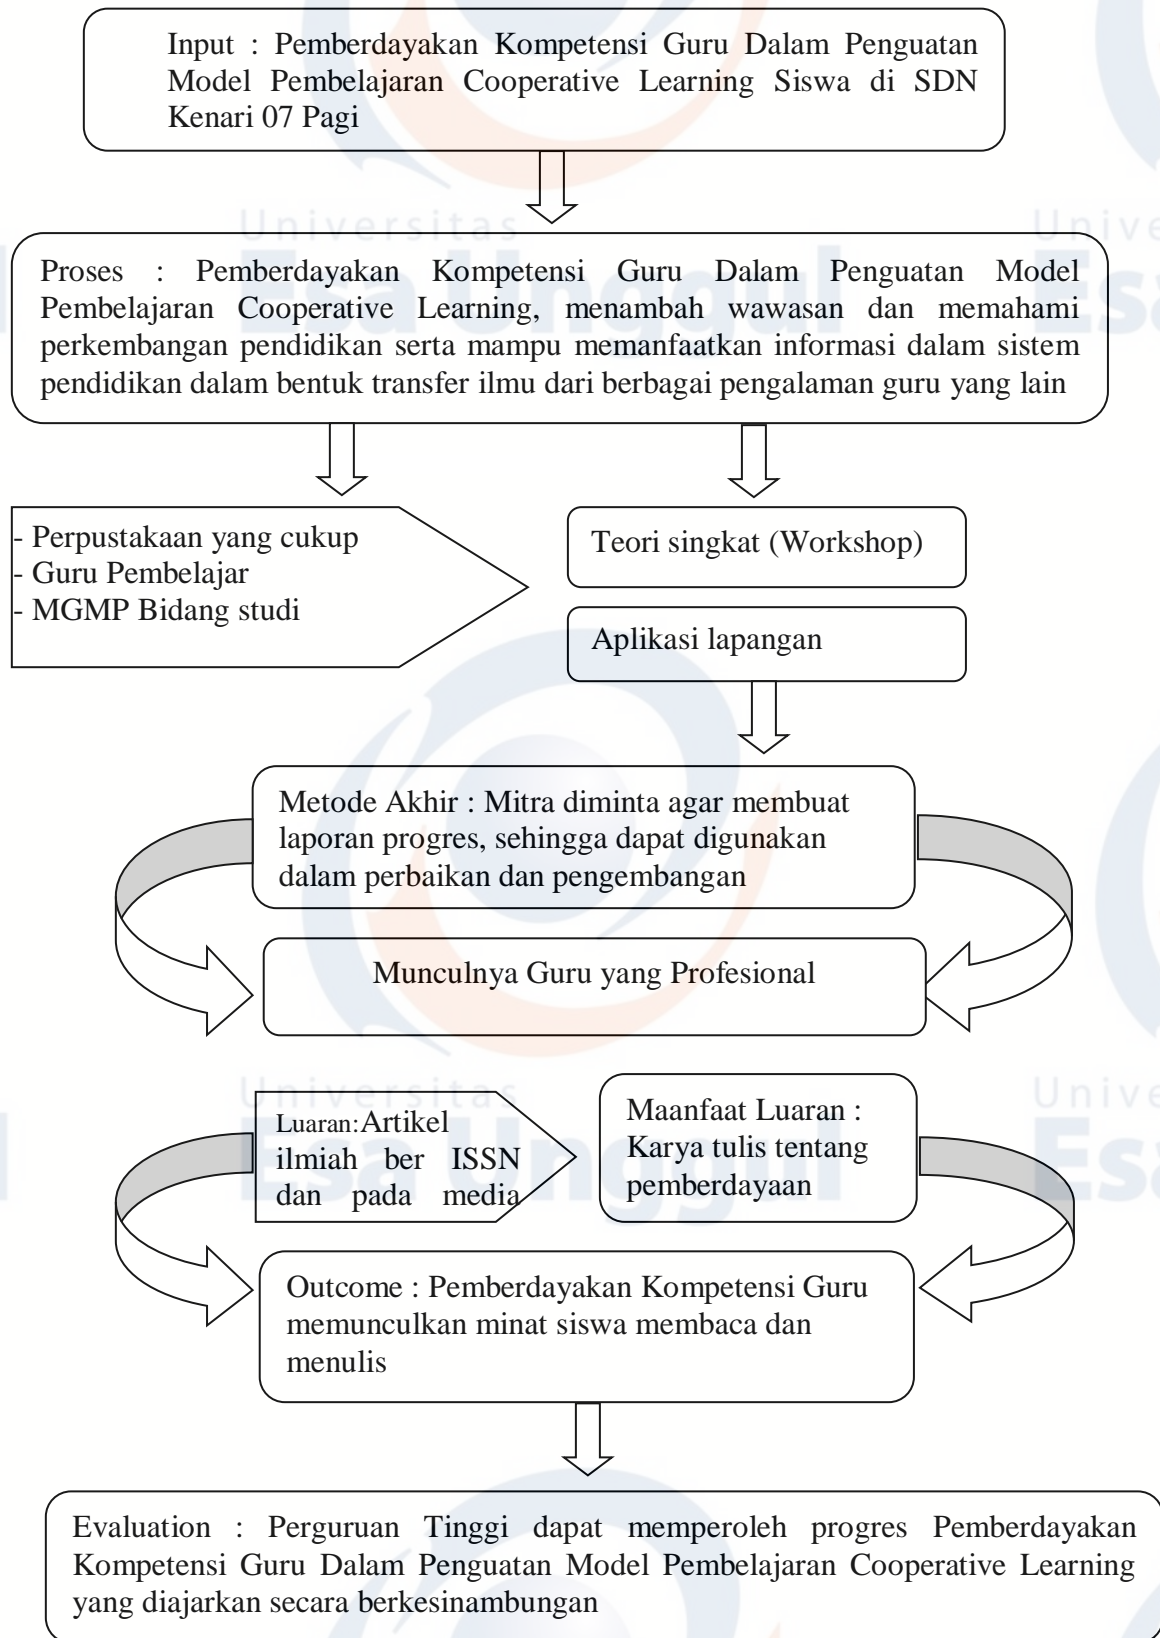 Input : Pemberdayakan Kompetensi Guru Dalam Penguatan
Model Pembelajaran Cooperative Learning Siswa di SDN
Kenari 07 Pagi
Universitas
Esa Unggul
Proses : Pemberdayakan Kompetensi Guru Dalam Penguatan Model
Pembelajaran Cooperative Learning, menambah wawasan dan memahami
perkembangan pendidikan serta mampu memanfaatkan informasi dalam sistem
pendidikan dalam bentuk transfer ilmu dari berbagai pengalaman guru yang lain
- Perpustakaan yang cukup
- Guru Pembelajar
- MGMP Bidang studi
Teori singkat (Workshop)
Aplikasi lapangan
Metode Akhir : Mitra diminta agar membuat
laporan progres, sehingga dapat digunakan
dalam perbaikan dan pengembangan
Munculnya Guru yang Profesional
Universitas
Esa Unggul
Luaran:Artikel
ilmiah ber ISSN
dan pada media
Maanfaat Luaran :
Karya tulis tentang
pemberdayaan
Outcome : Pemberdayakan Kompetensi Guru
memunculkan minat siswa membaca dan
menulis
Evaluation : Perguruan Tinggi dapat memperoleh progres Pemberdayakan
Kompetensi Guru Dalam Penguatan Model Pembelajaran Cooperative Learning
yang diajarkan secara berkesinambungan